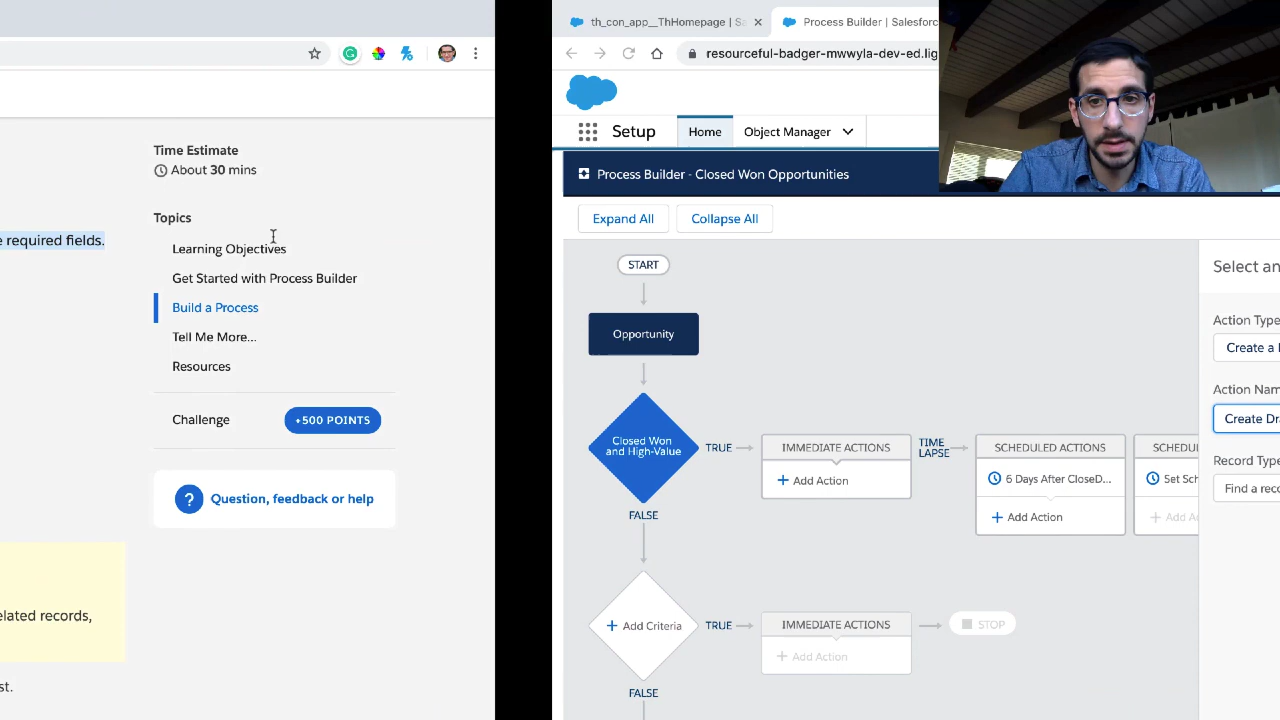 Time Estimate
About 30 mins
Topics
e required fields.
Learning Objectives
Get Started with Process Builder
Build a Process
Tell Me More...
Resources
Challenge
+500 POINTS
? Question, feedback or help
elated records,
st.
th_con_app__ThHomepage | Sa
Process Builder | Salesforce
resourceful-badger-mwwyla-dev-ed.lig
Setup
Home
Object Manager
Process Builder - Closed Won Opportunities
Expand All
Collapse All
START
Opportunity
Closed Won
and High-Value
TRUE
IMMEDIATE ACTIONS
+ Add Action
TIME
LAPSE
SCHEDULED ACTIONS
6 Days After CloseD...
+ Add Action
SCHEDU
Set Sch
+ Add A
FALSE
+ Add Criteria
TRUE
IMMEDIATE ACTIONS
+ Add Action
STOP
FALSE
Select an
Action Type
Create a
Action Nam
Create Dra
Record Type
Find a reco